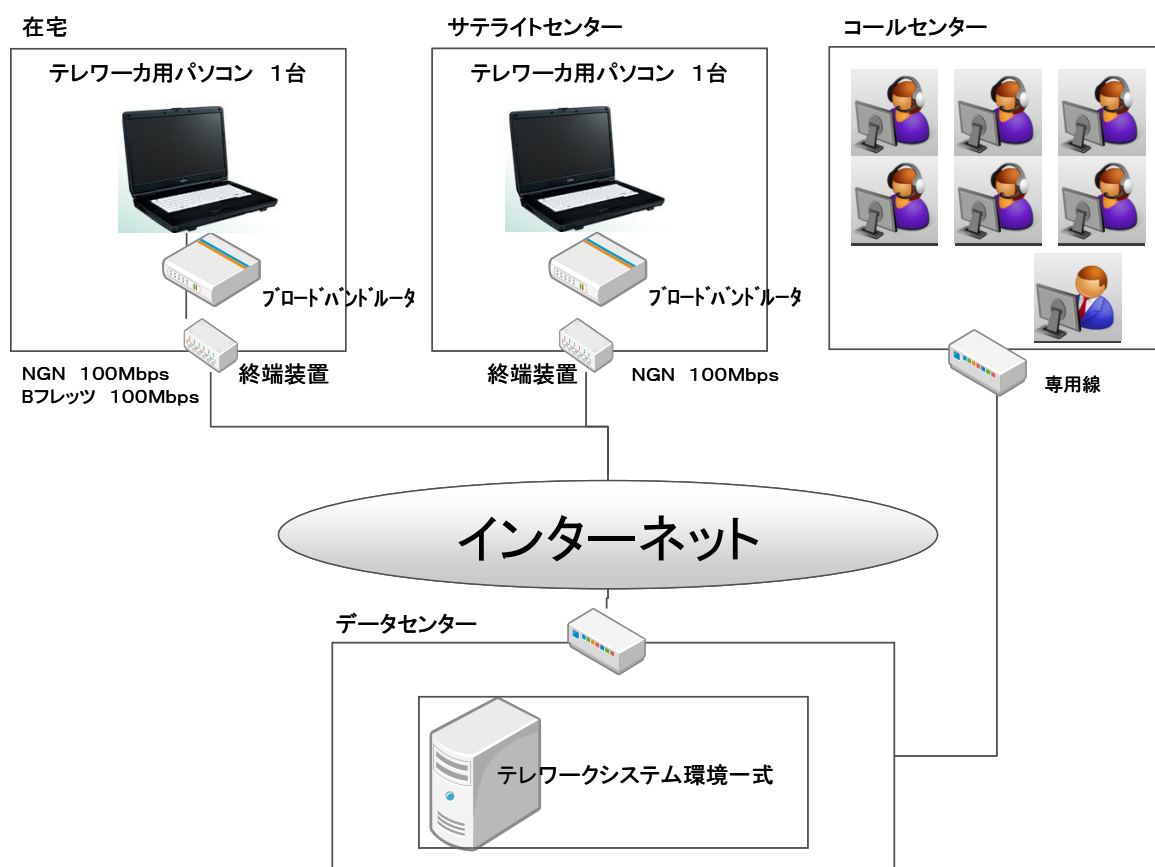 在宅
サテライトセンター
コールセンター
テレワーカ用パソコン　１台
テレワーカ用パソコン　１台
ﾌﾞﾛｰﾄﾞﾊﾞﾝﾄﾞﾙｰﾀ
ﾌﾞﾛｰﾄﾞﾊﾞﾝﾄﾞﾙｰﾀ
NGN　100Mbps
Bフレッツ　100Mbps
終端装置
終端装置
NGN　100Mbps
専用線
インターネット
データセンター
テレワークシステム環境一式